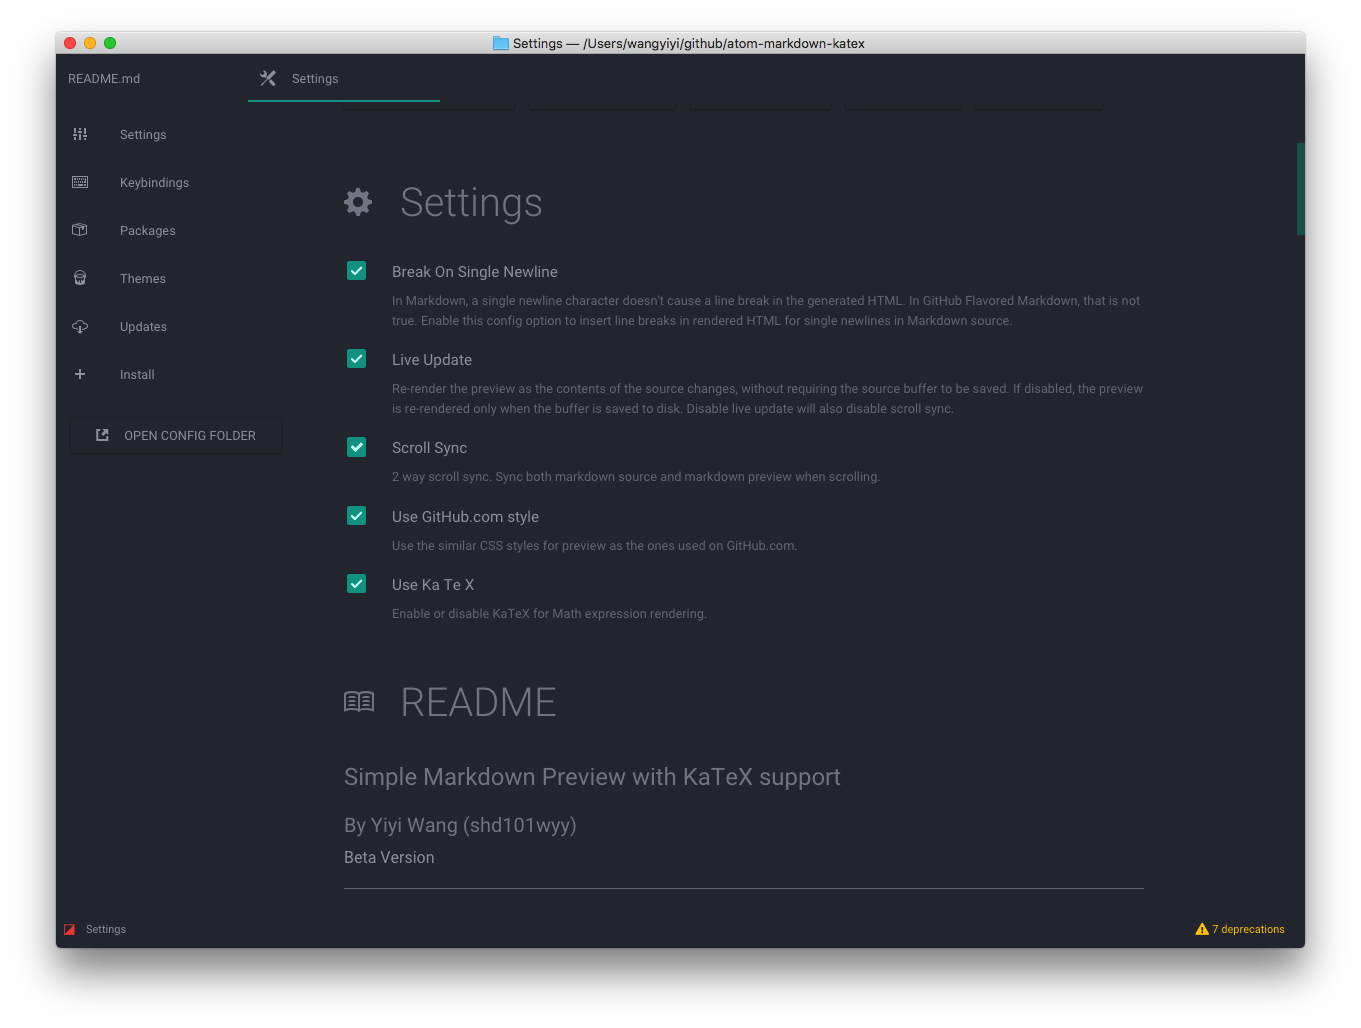 Settings — /Users/wangyiyi/github/atom-markdown-katex
README.md
Settings
Settings
Keybindings
Packages
Themes
Updates
Install
OPEN CONFIG FOLDER
Settings
Break On Single Newline
In Markdown, a single newline character doesn't cause a line break in the generated HTML. In GitHub Flavored Markdown, that is not
true. Enable this config option to insert line breaks in rendered HTML for single newlines in Markdown source.
Live Update
Re-render the preview as the contents of the source changes, without requiring the source buffer to be saved. If disabled, the preview
is re-rendered only when the buffer is saved to disk. Disable live update will also disable scroll sync.
Scroll Sync
2 way scroll sync. Sync both markdown source and markdown preview when scrolling.
Use GitHub.com style
Use the similar CSS styles for preview as the ones used on GitHub.com.
Use Ka Te X
Enable or disable KaTeX for Math expression rendering.
README
Simple Markdown Preview with KaTeX support
By Yiyi Wang (shd101wyy)
Beta Version
Settings
7 deprecations